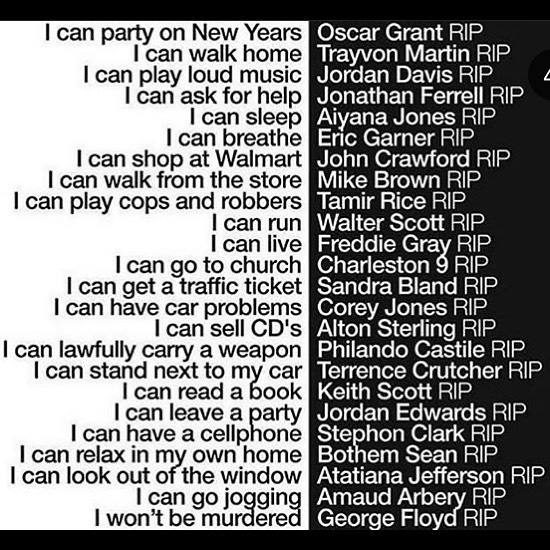 I can party on New Years Oscar Grant RIP
I can walk home Trayvon Martin RIP
I can play loud music Jordan Davis RIP
I can ask for help Jonathan Ferrell RIP
I can sleep Aiyana Jones RIP
I can breathe Eric Garner RIP
I can shop at Walmart John Crawford RIP
I can walk from the store Mike Brown RIP
I can play cops and robbers Tamir Rice RIP
I can run Walter Scott RIP
I can live Freddie Gray RIP
I can go to church Charleston 9 RIP
I can get a traffic ticket Sandra Bland RIP
I can have car problems Corey Jones RIP
I can sell CD's Alton Sterling RIP
I can lawfully carry a weapon Philando Castile RIP
I can stand next to my car Terrence Crutcher RIP
I can read a book Keith Scott RIP
I can leave a party Jordan Edwards RIP
I can have a cellphone Stephon Clark RIP
I can relax in my own home Bothem Sean RIP
I can look out of the window Atatiana Jefferson RIP
I can go jogging Amaud Arbery RIP
I won't be murdered George Floyd RIP